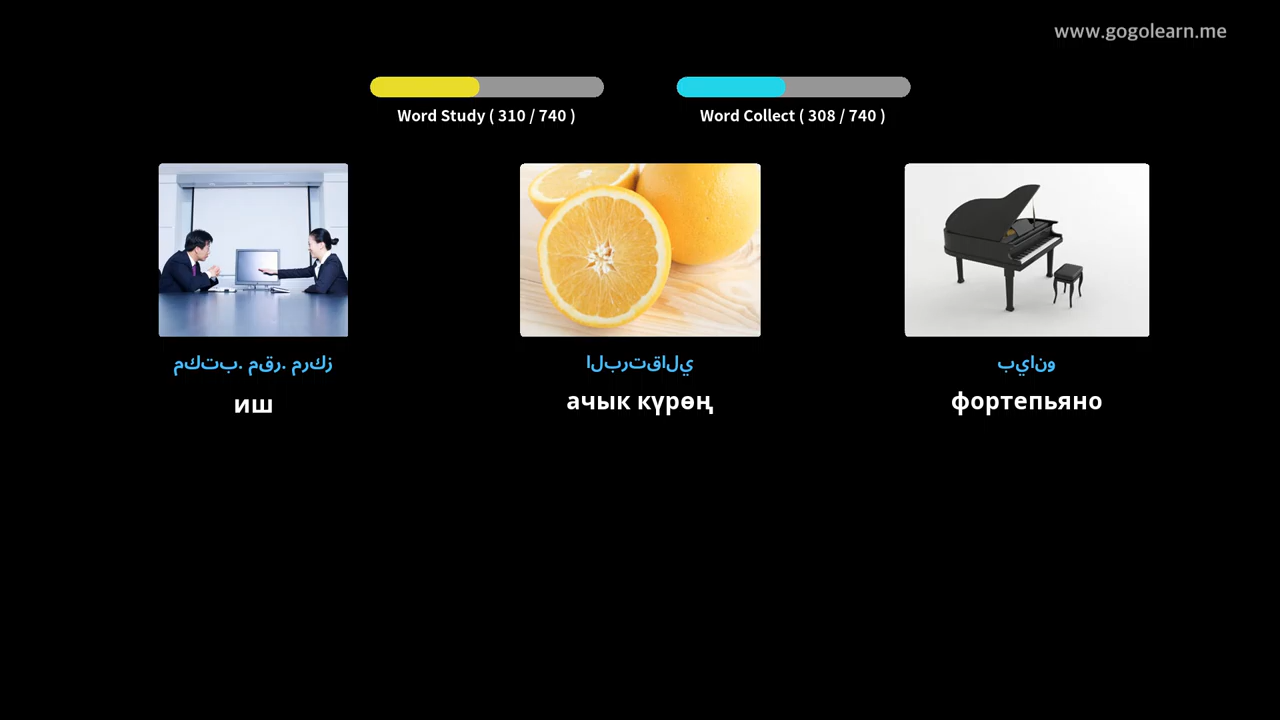 www.gogolearn.me
Word Study ( 310 / 740 )
Word Collect ( 308 / 740 )
مكتب. مقر. مركز
иш
البرتقالي
ачык күрөң
بيانو
фортепьяно